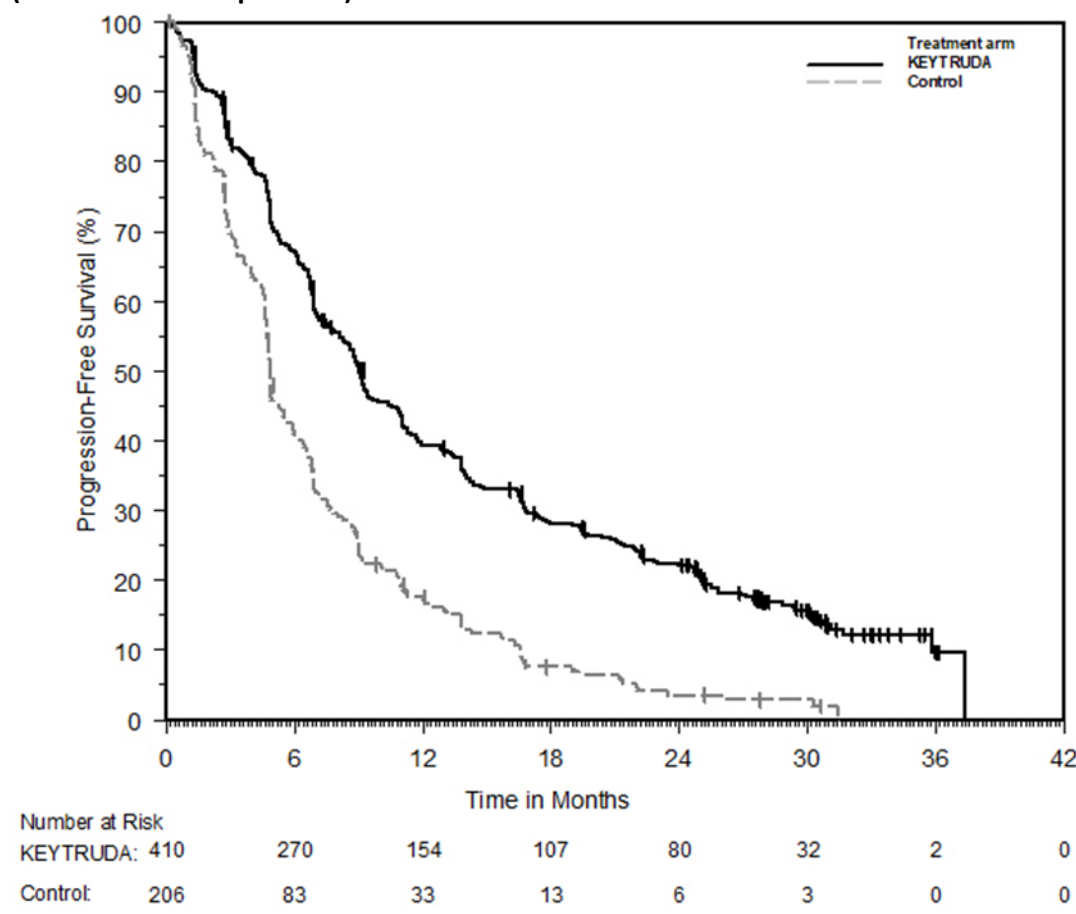 100
Treatment arm
KEYTRUDA
Control
90
80
70
60
50
40
30
20
10
0
Progression-Free Survival (%)
0 6 12 18 24 30 36 42
Time in Months
Number at Risk
KEYTRUDA: 410 270 154 107 80 32 2 0
Control: 206 83 33 13 6 3 0 0